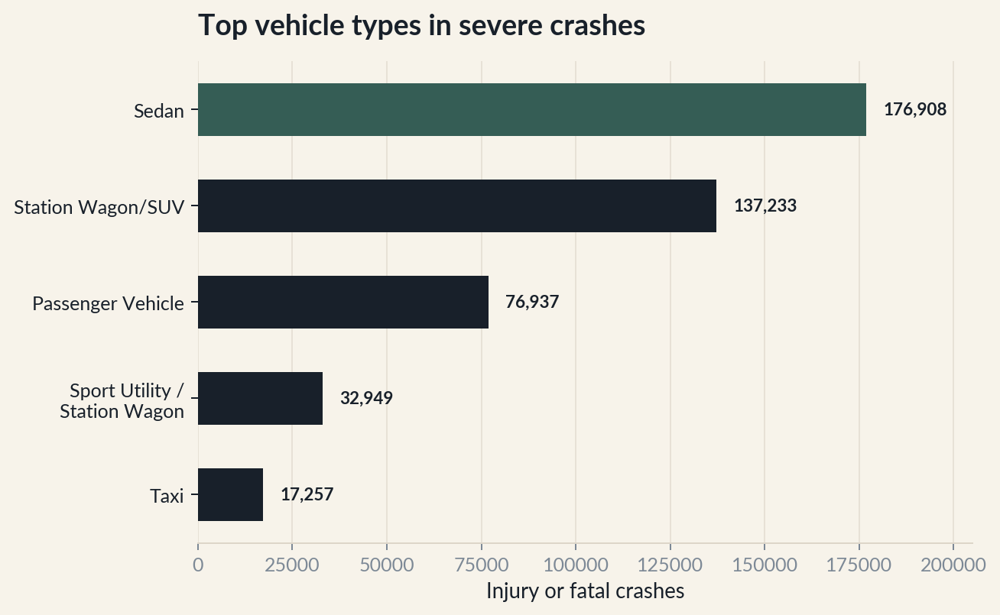 Top vehicle types in severe crashes
Sedan
176,908
Station Wagon/SUV
137,233
Passenger Vehicle
76,937
Sport Utility /
Station Wagon
32,949
Taxi
17,257
0 25000 50000 75000 100000 125000 150000 175000 200000
Injury or fatal crashes